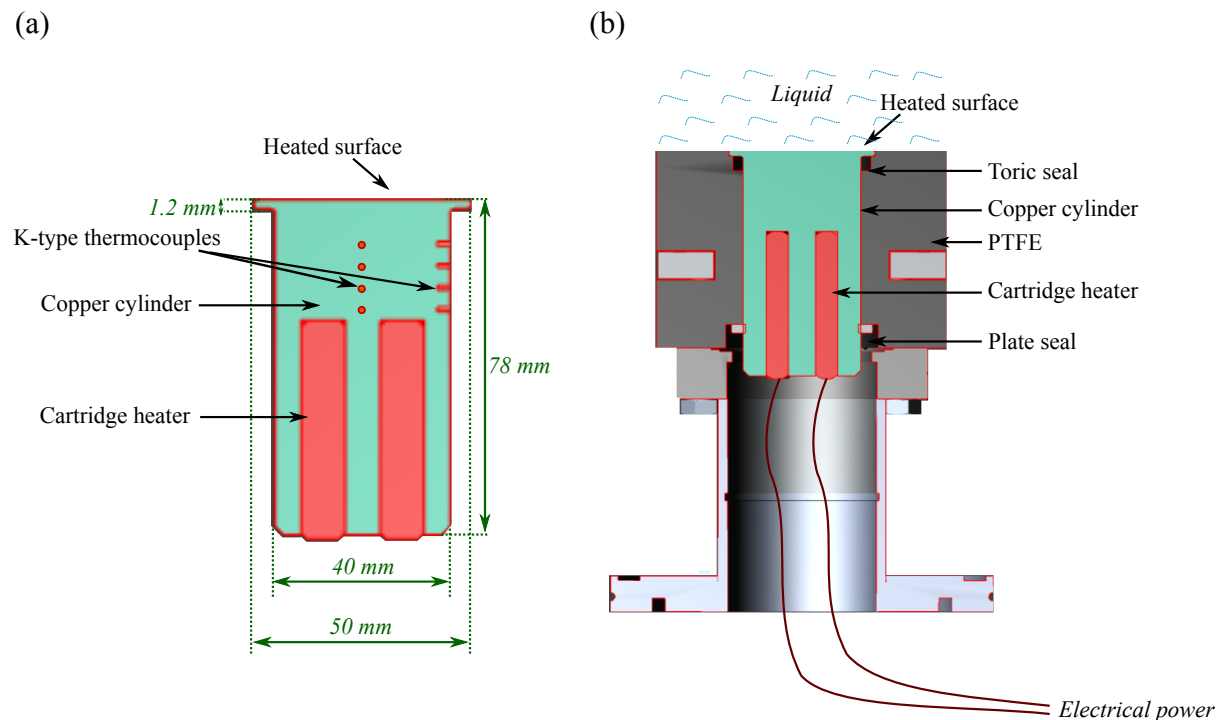 (a)
Heated surface
1.2 mm
K-type thermocouples
Copper cylinder
78 mm
Cartridge heater
40 mm
50 mm
(b)
Liquid
Heated surface
Toric seal
Copper cylinder
PTFE
Cartridge heater
Plate seal
Electrical power